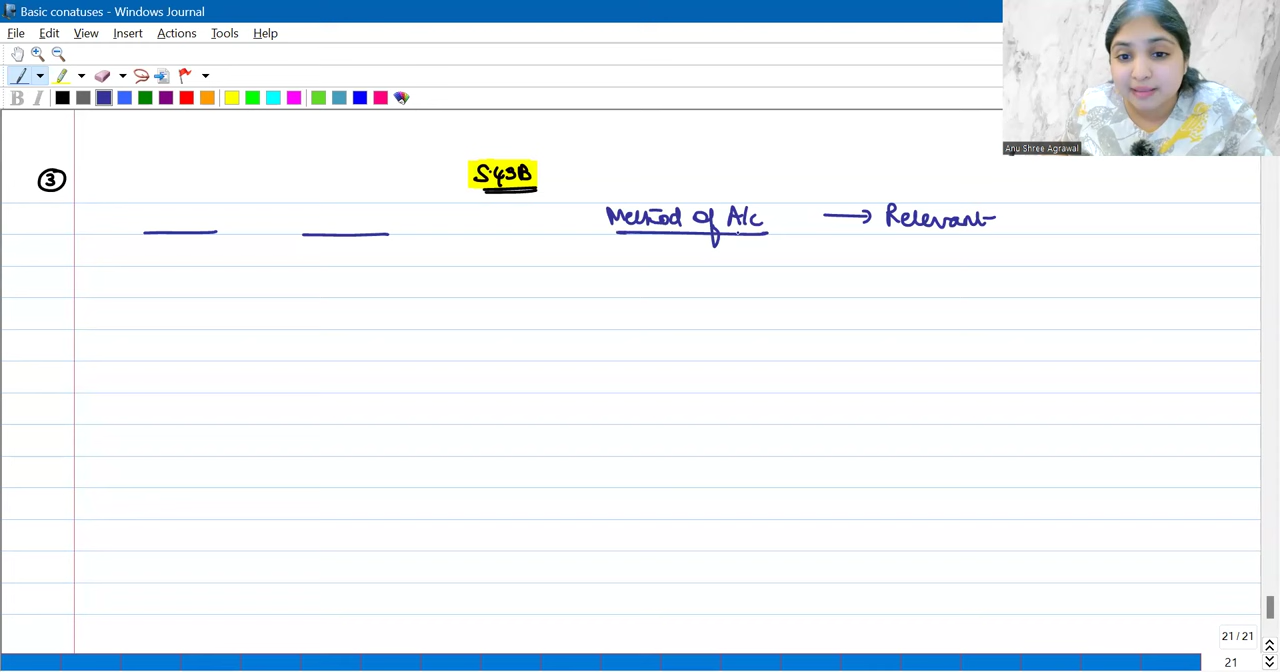 Basic conatuses - Windows Journal
File Edit View Insert Actions Tools Help
B I
Anu Shree Agrawal
3 S.43B
Method of A/c → Relevant
21 / 21
21